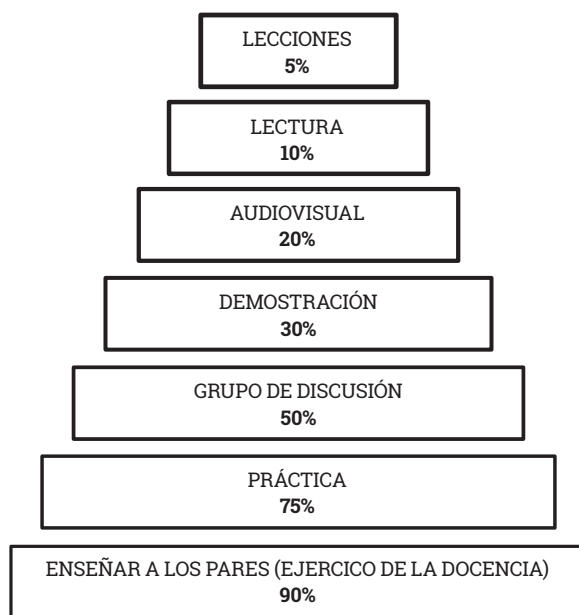 LECCIONES
5%
LECTURA
10%
AUDIOVISUAL
20%
DEMOSTRACIÓN
30%
GRUPO DE DISCUSIÓN
50%
PRÁCTICA
75%
ENSEÑAR A LOS PARES (EJERCICO DE LA DOCENCIA)
90%